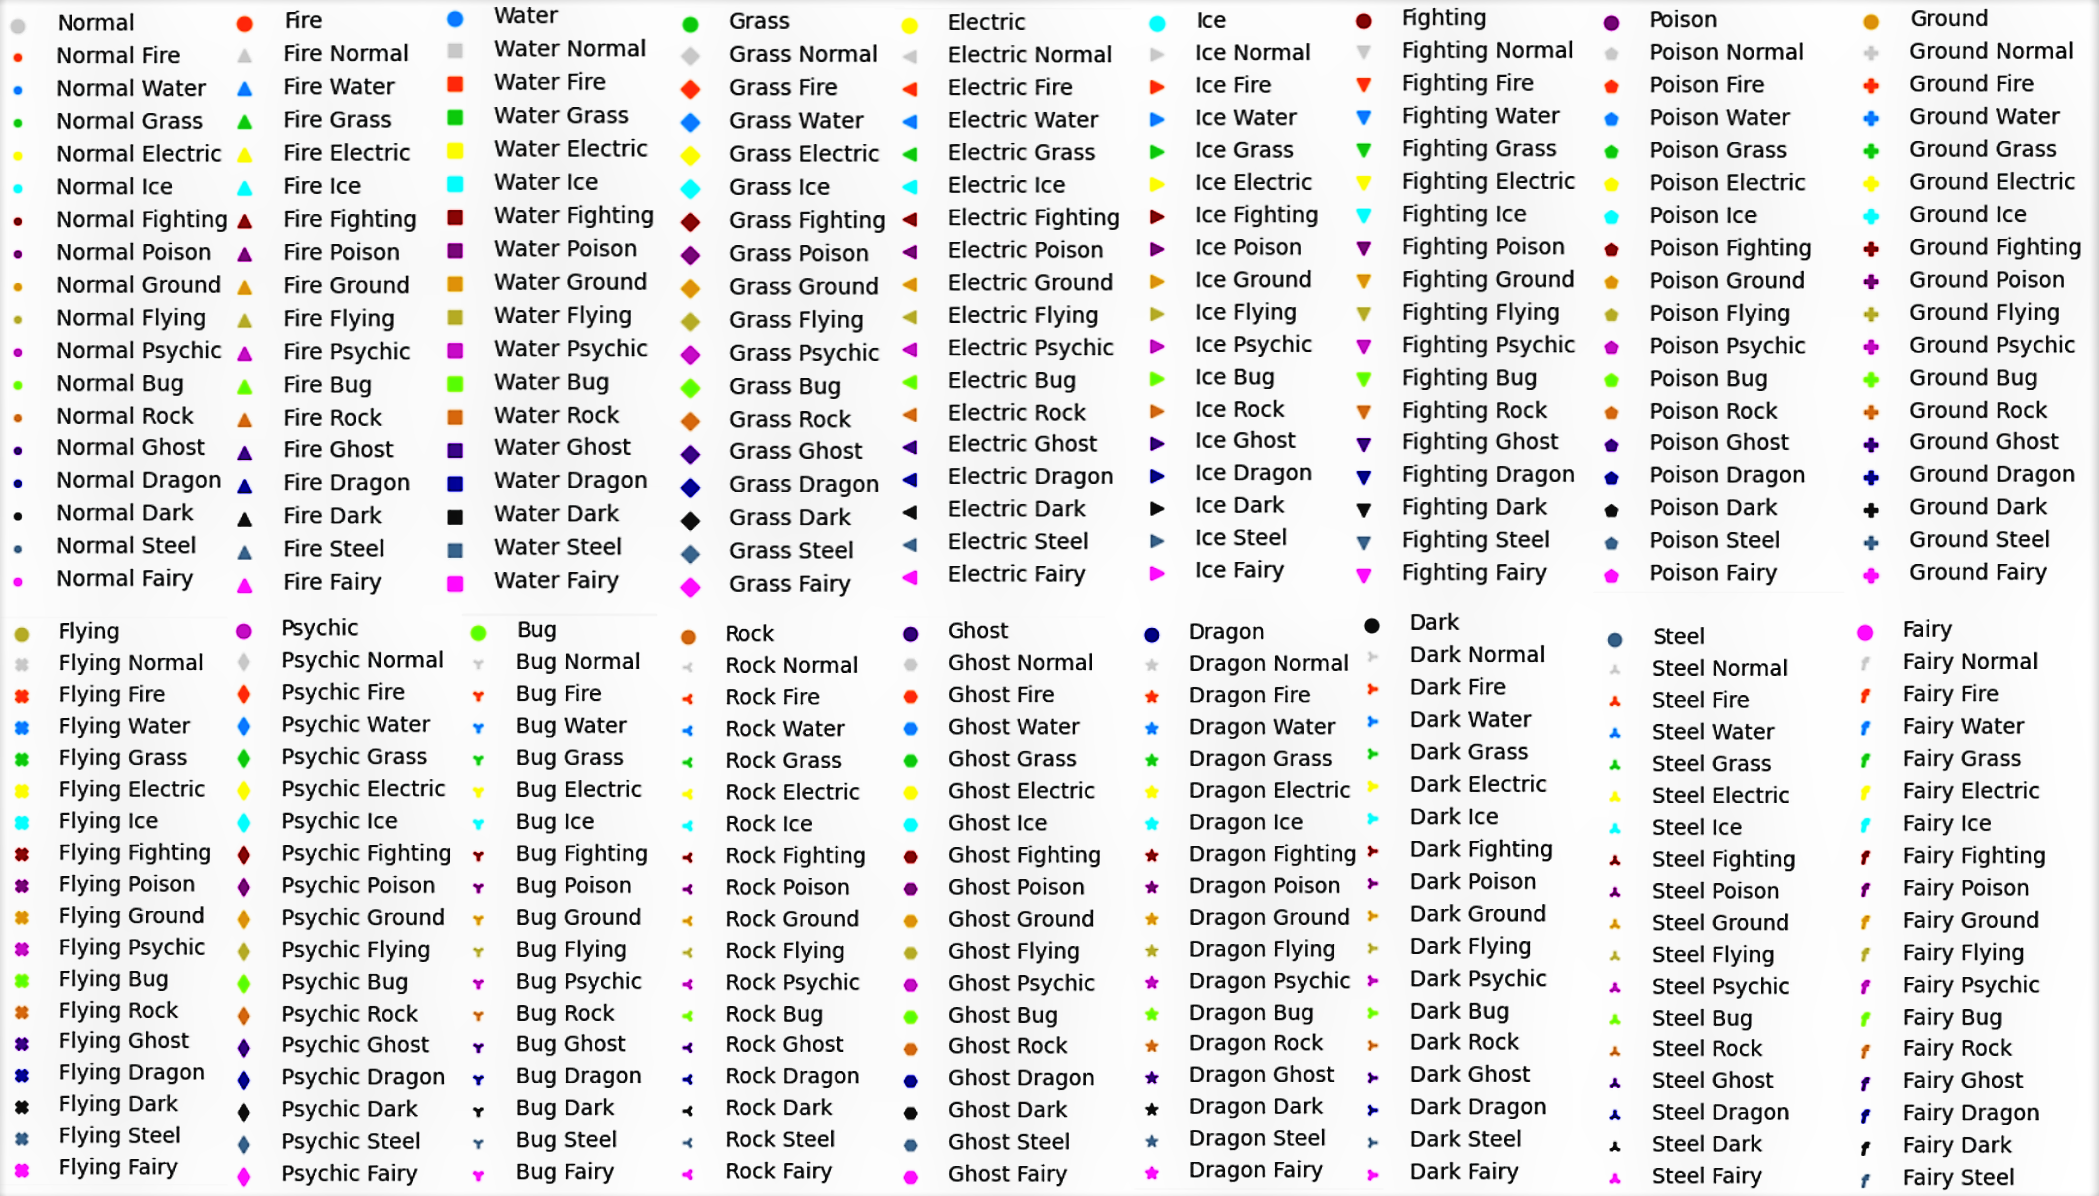 Normal
Normal Fire
Normal Water
Normal Grass
Normal Electric
Normal Ice
Normal Fighting
Normal Poison
Normal Ground
Normal Flying
Normal Psychic
Normal Bug
Normal Rock
Normal Ghost
Normal Dragon
Normal Dark
Normal Steel
Normal Fairy
Fire
Fire Normal
Fire Water
Fire Grass
Fire Electric
Fire Ice
Fire Fighting
Fire Poison
Fire Ground
Fire Flying
Fire Psychic
Fire Bug
Fire Rock
Fire Ghost
Fire Dragon
Fire Dark
Fire Steel
Fire Fairy
Water
Water Normal
Water Fire
Water Grass
Water Electric
Water Ice
Water Fighting
Water Poison
Water Ground
Water Flying
Water Psychic
Water Bug
Water Rock
Water Ghost
Water Dragon
Water Dark
Water Steel
Water Fairy
Grass
Grass Normal
Grass Fire
Grass Water
Grass Electric
Grass Ice
Grass Fighting
Grass Poison
Grass Ground
Grass Flying
Grass Psychic
Grass Bug
Grass Rock
Grass Ghost
Grass Dragon
Grass Dark
Grass Steel
Grass Fairy
Electric
Electric Normal
Electric Fire
Electric Water
Electric Grass
Electric Ice
Electric Fighting
Electric Poison
Electric Ground
Electric Flying
Electric Psychic
Electric Bug
Electric Rock
Electric Ghost
Electric Dragon
Electric Dark
Electric Steel
Electric Fairy
Ice
Ice Normal
Ice Fire
Ice Water
Ice Grass
Ice Electric
Ice Fighting
Ice Poison
Ice Ground
Ice Flying
Ice Psychic
Ice Bug
Ice Rock
Ice Ghost
Ice Dragon
Ice Dark
Ice Steel
Ice Fairy
Fighting
Fighting Normal
Fighting Fire
Fighting Water
Fighting Grass
Fighting Electric
Fighting Ice
Fighting Poison
Fighting Ground
Fighting Flying
Fighting Psychic
Fighting Bug
Fighting Rock
Fighting Ghost
Fighting Dragon
Fighting Dark
Fighting Steel
Fighting Fairy
Poison
Poison Normal
Poison Fire
Poison Water
Poison Grass
Poison Electric
Poison Ice
Poison Fighting
Poison Ground
Poison Flying
Poison Psychic
Poison Bug
Poison Rock
Poison Ghost
Poison Dragon
Poison Dark
Poison Steel
Poison Fairy
Ground
Ground Normal
Ground Fire
Ground Water
Ground Grass
Ground Electric
Ground Ice
Ground Fighting
Ground Poison
Ground Flying
Ground Psychic
Ground Bug
Ground Rock
Ground Ghost
Ground Dragon
Ground Dark
Ground Steel
Ground Fairy
Flying
Flying Normal
Flying Fire
Flying Water
Flying Grass
Flying Electric
Flying Ice
Flying Fighting
Flying Poison
Flying Ground
Flying Psychic
Flying Bug
Flying Rock
Flying Ghost
Flying Dragon
Flying Dark
Flying Steel
Flying Fairy
Psychic
Psychic Normal
Psychic Fire
Psychic Water
Psychic Grass
Psychic Electric
Psychic Ice
Psychic Fighting
Psychic Poison
Psychic Ground
Psychic Flying
Psychic Bug
Psychic Rock
Psychic Ghost
Psychic Dragon
Psychic Dark
Psychic Steel
Psychic Fairy
Bug
Bug Normal
Bug Fire
Bug Water
Bug Grass
Bug Electric
Bug Ice
Bug Fighting
Bug Poison
Bug Ground
Bug Flying
Bug Psychic
Bug Rock
Bug Ghost
Bug Dragon
Bug Dark
Bug Steel
Bug Fairy
Rock
Rock Normal
Rock Fire
Rock Water
Rock Grass
Rock Electric
Rock Ice
Rock Fighting
Rock Poison
Rock Ground
Rock Flying
Rock Psychic
Rock Bug
Rock Ghost
Rock Dragon
Rock Dark
Rock Steel
Rock Fairy
Ghost
Ghost Normal
Ghost Fire
Ghost Water
Ghost Grass
Ghost Electric
Ghost Ice
Ghost Fighting
Ghost Poison
Ghost Ground
Ghost Flying
Ghost Psychic
Ghost Bug
Ghost Rock
Ghost Dragon
Ghost Dark
Ghost Steel
Ghost Fairy
Dragon
Dragon Normal
Dragon Fire
Dragon Water
Dragon Grass
Dragon Electric
Dragon Ice
Dragon Fighting
Dragon Poison
Dragon Ground
Dragon Flying
Dragon Psychic
Dragon Bug
Dragon Rock
Dragon Ghost
Dragon Dark
Dragon Steel
Dragon Fairy
Dark
Dark Normal
Dark Fire
Dark Water
Dark Grass
Dark Electric
Dark Ice
Dark Fighting
Dark Poison
Dark Ground
Dark Flying
Dark Psychic
Dark Bug
Dark Rock
Dark Ghost
Dark Dragon
Dark Steel
Dark Fairy
Steel
Steel Normal
Steel Fire
Steel Water
Steel Grass
Steel Electric
Steel Ice
Steel Fighting
Steel Poison
Steel Ground
Steel Flying
Steel Psychic
Steel Bug
Steel Rock
Steel Ghost
Steel Dragon
Steel Dark
Steel Fairy
Fairy
Fairy Normal
Fairy Fire
Fairy Water
Fairy Grass
Fairy Electric
Fairy Ice
Fairy Fighting
Fairy Poison
Fairy Ground
Fairy Flying
Fairy Psychic
Fairy Bug
Fairy Rock
Fairy Ghost
Fairy Dragon
Fairy Dark
Fairy Steel